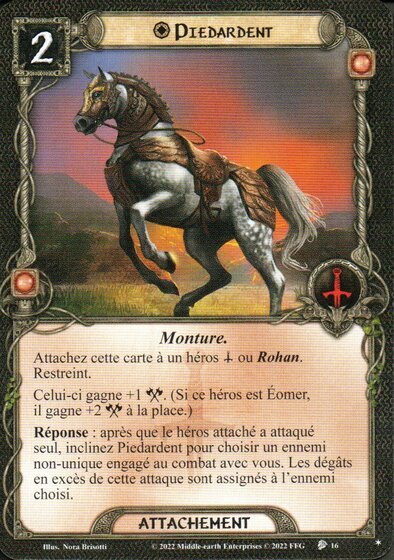 2
PIEDARDENT
Monture.
Attachez cette carte à un héros ou Rohan.
Restreint.
Celui-ci gagne +1 . (Si ce héros est Éomer,
il gagne +2 à la place.)
Réponse : après que le héros attaché a attaqué
seul, inclinez Piedardent pour choisir un ennemi
non-unique engagé au combat avec vous. Les dégâts
en excès de cette attaque sont assignés à l'ennemi
choisi.
ATTACHEMENT
Illus. Nora Brisotti © 2022 Middle-earth Enterprises © 2022 FFG 16